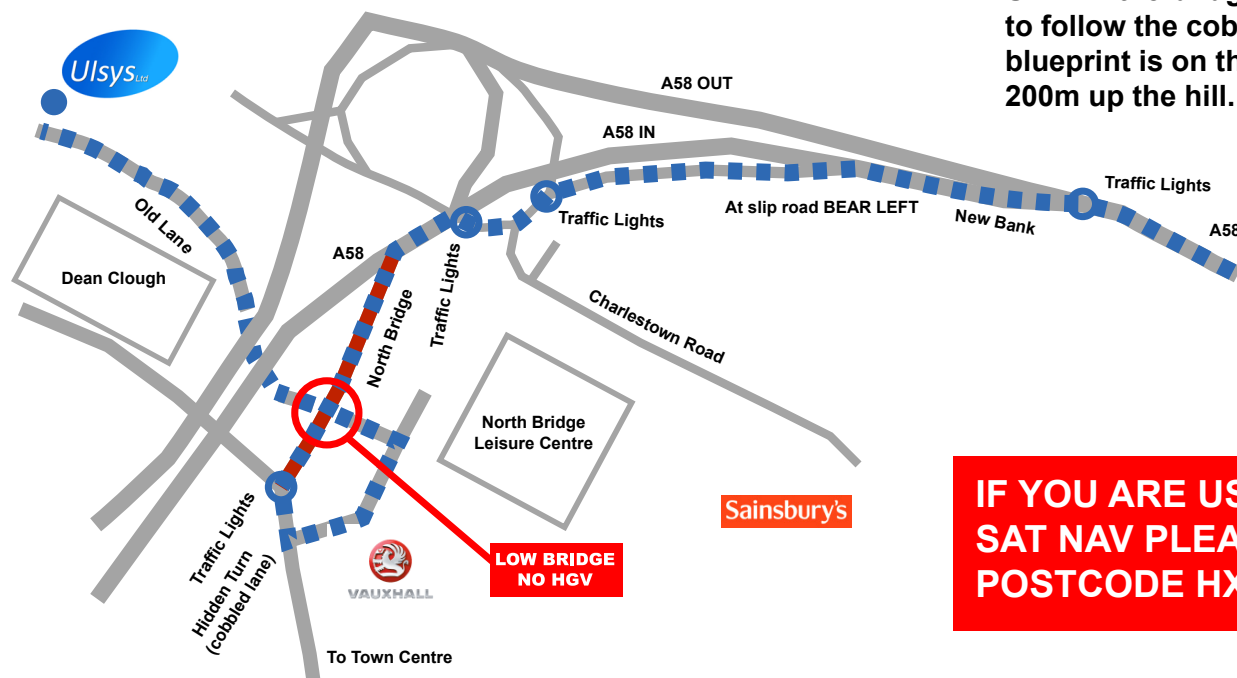 to follow the cob
blueprint is on th
200m up the hill.
Ulsys Ltd
A58 OUT
A58 IN
Traffic Lights
Traffic Lights
At slip road BEAR LEFT
New Bank
A58
Old Lane
A58
Dean Clough
North Bridge
Traffic Lights
Charlestown Road
North Bridge
Leisure Centre
Sainsbury's
IF YOU ARE US
SAT NAV PLEA
POSTCODE HX
Traffic Lights
Hidden Turn
(cobbled lane)
VAUXHALL
LOW BRIDGE
NO HGV
To Town Centre